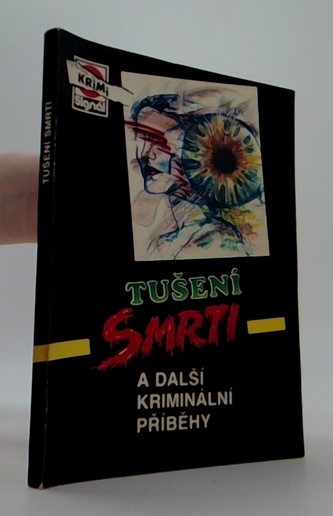 KRIMI
Signál
TUŠENÍ SMRTI
TUŠENÍ
SMRTI
A DALŠÍ
KRIMINÁLNÍ
PŘÍBĚHY